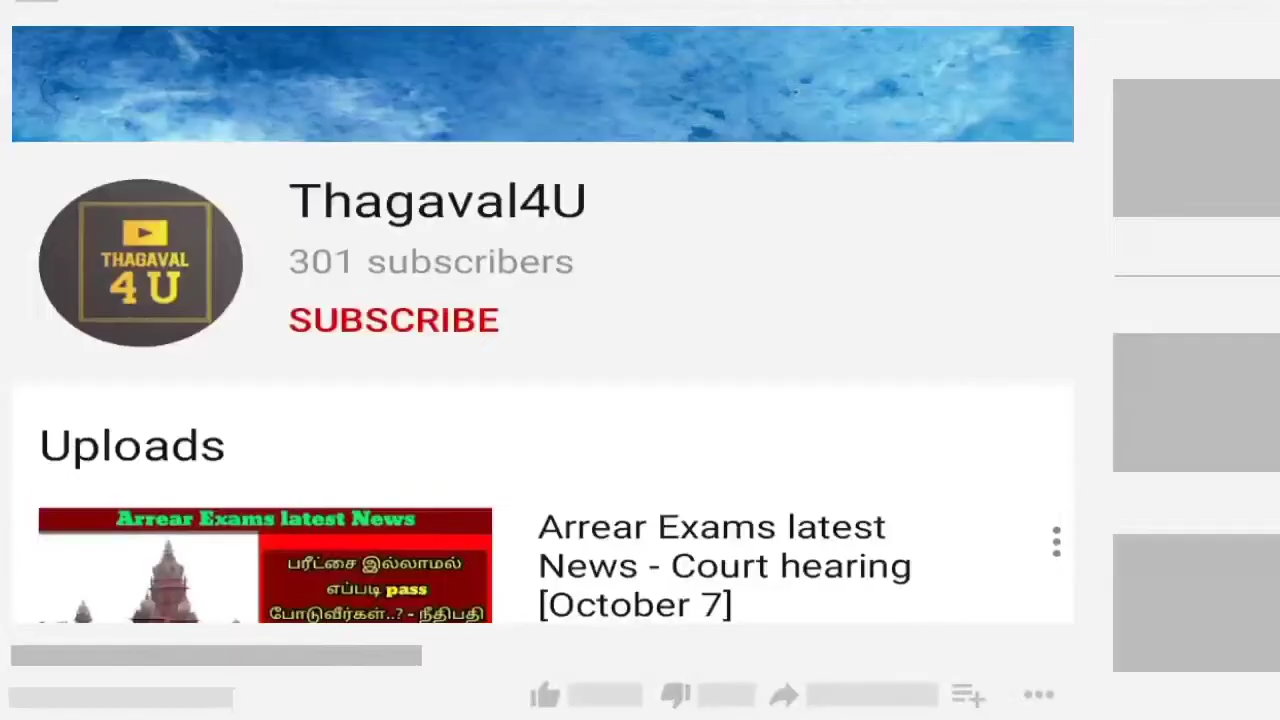 Thagaval4U
301 subscribers
THAGAVAL
4 U
SUBSCRIBE
Uploads
Arrear Exams latest News
பரீட்சை இல்லாமல்
எப்படி pass
போடுவீர்கள்..? - நீதிபதி
Arrear Exams latest
News - Court hearing
[October 7]